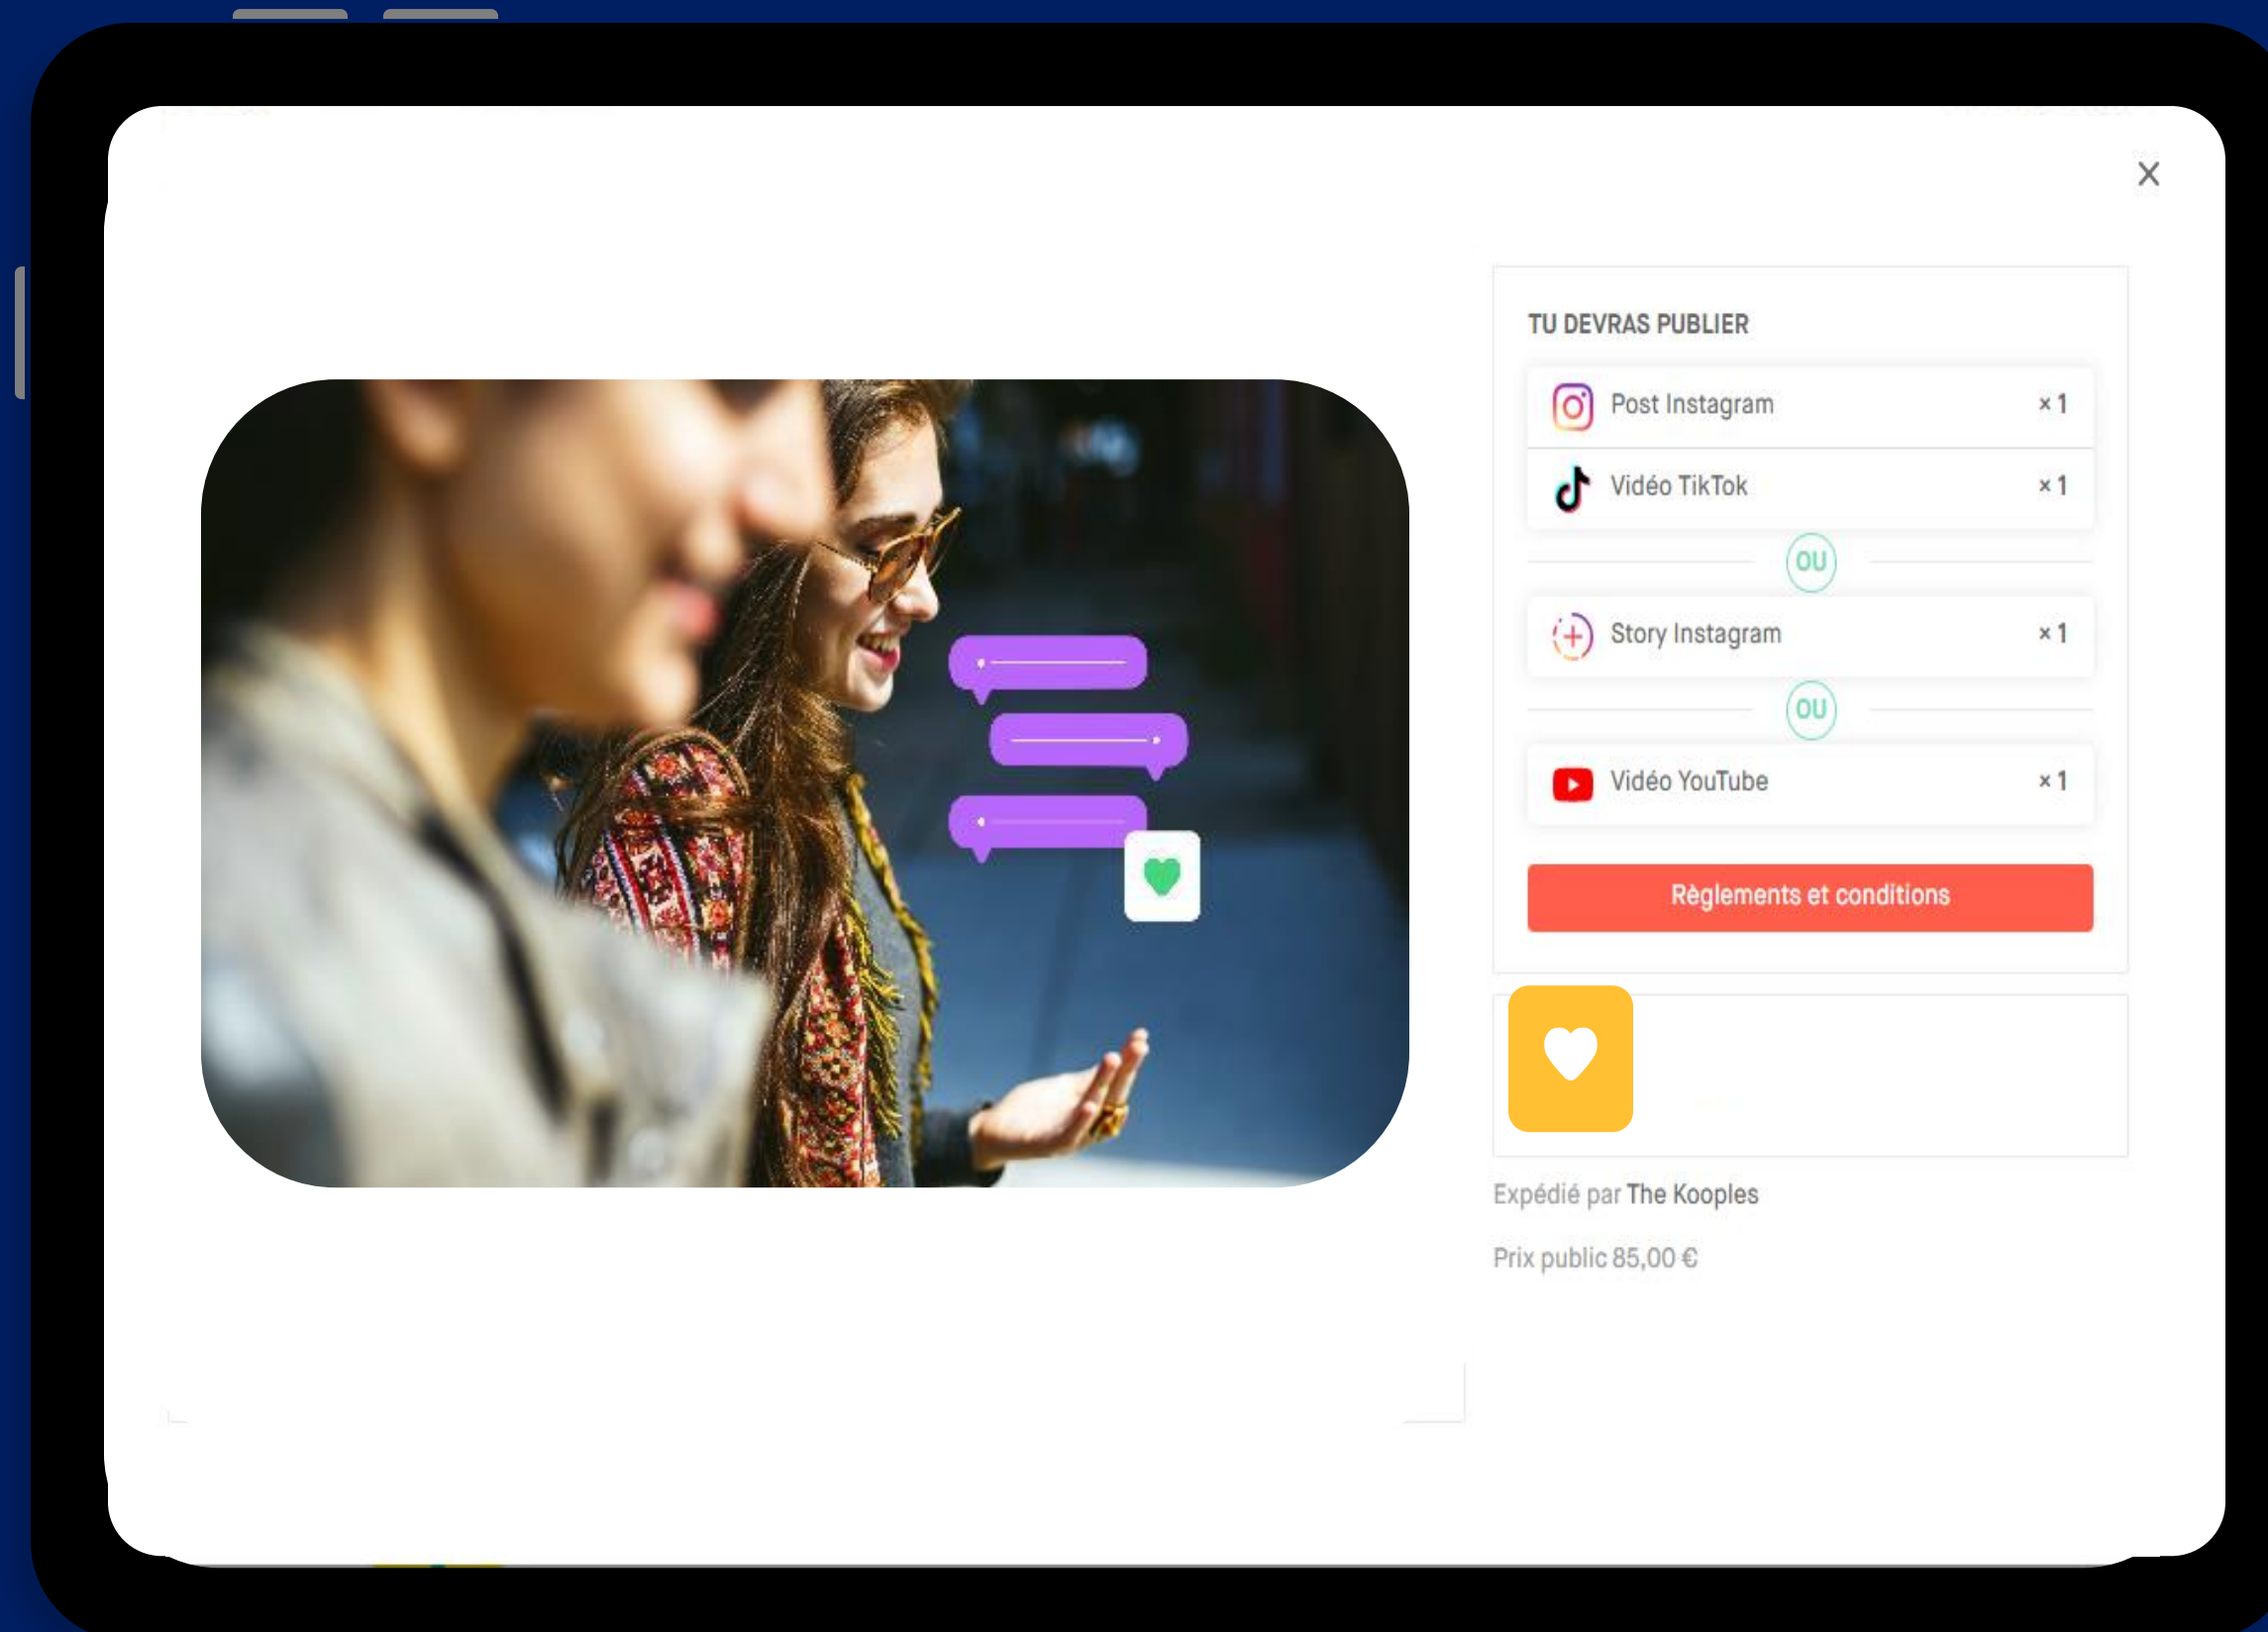 X
TU DEVRAS PUBLIER
Post Instagram × 1
Vidéo TikTok × 1
OU
Story Instagram × 1
OU
Vidéo YouTube × 1
Règlements et conditions
Expédié par The Kooples
Prix public 85,00 €